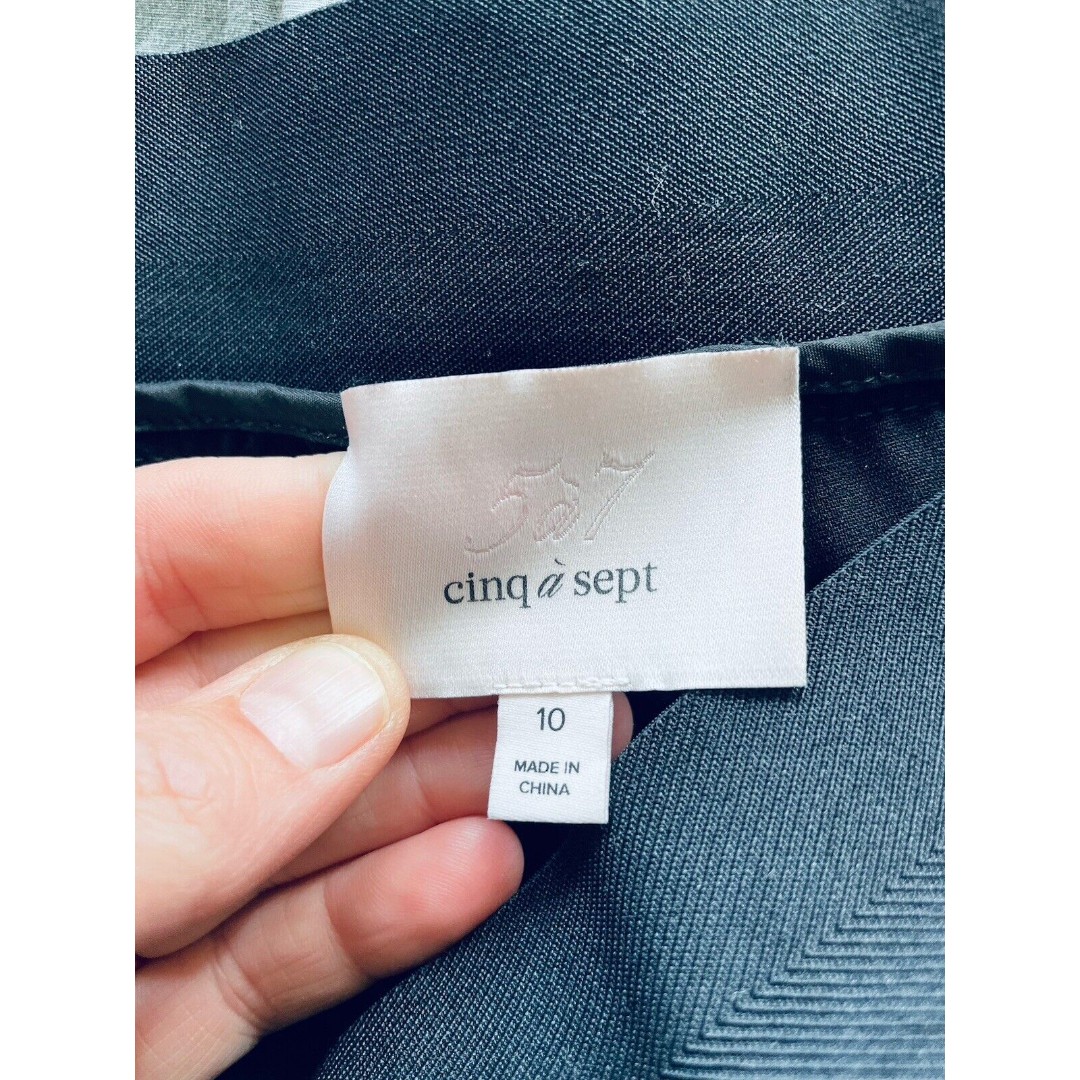 5à7
cinq à sept
10
MADE IN
CHINA